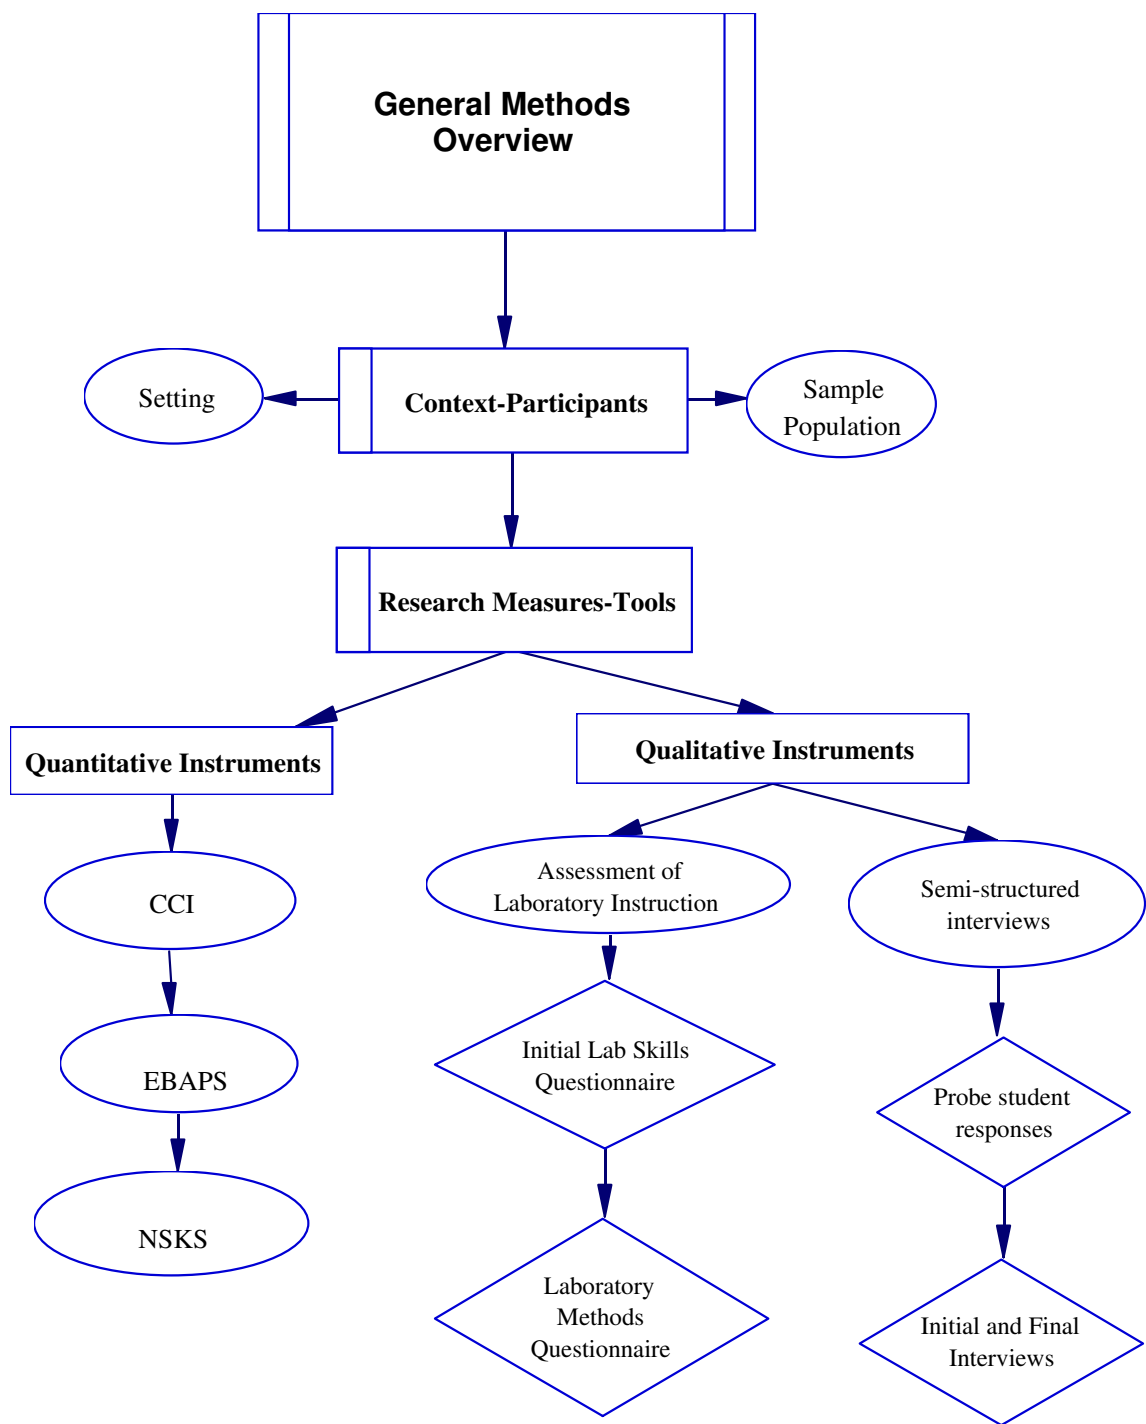 General Methods
Overview
Setting
Context-Participants
Sample
Population
Research Measures-Tools
Quantitative Instruments
Qualitative Instruments
CCI
EBAPS
NSKS
Assessment of
Laboratory Instruction
Initial Lab Skills
Questionnaire
Laboratory
Methods
Questionnaire
Semi-structured
interviews
Probe student
responses
Initial and Final
Interviews